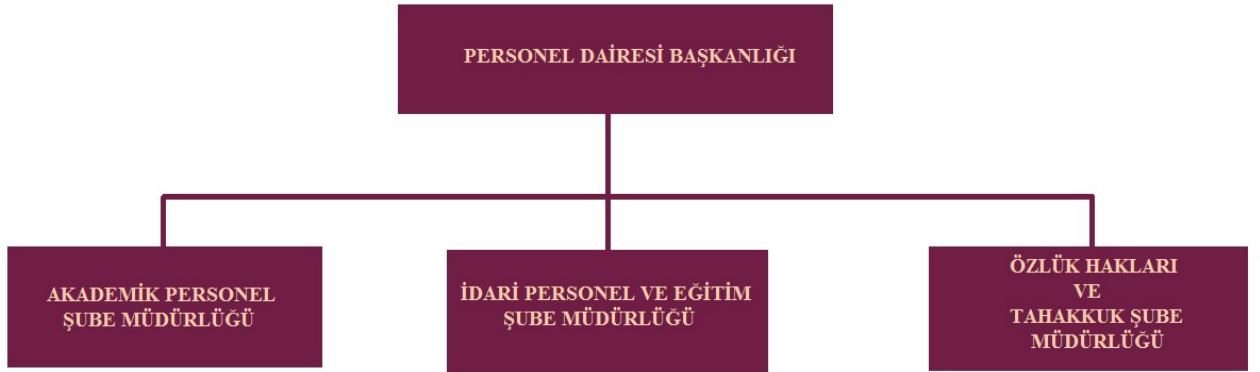 PERSONEL DAİRESİ BAŞKANLIĞI
AKADEMİK PERSONEL
ŞUBE MÜDÜRLÜĞÜ
İDARİ PERSONEL VE EĞİTİM
ŞUBE MÜDÜRLÜĞÜ
ÖZLÜK HAKLARI
VE
TAHAKKUK ŞUBE
MÜDÜRLÜĞÜ